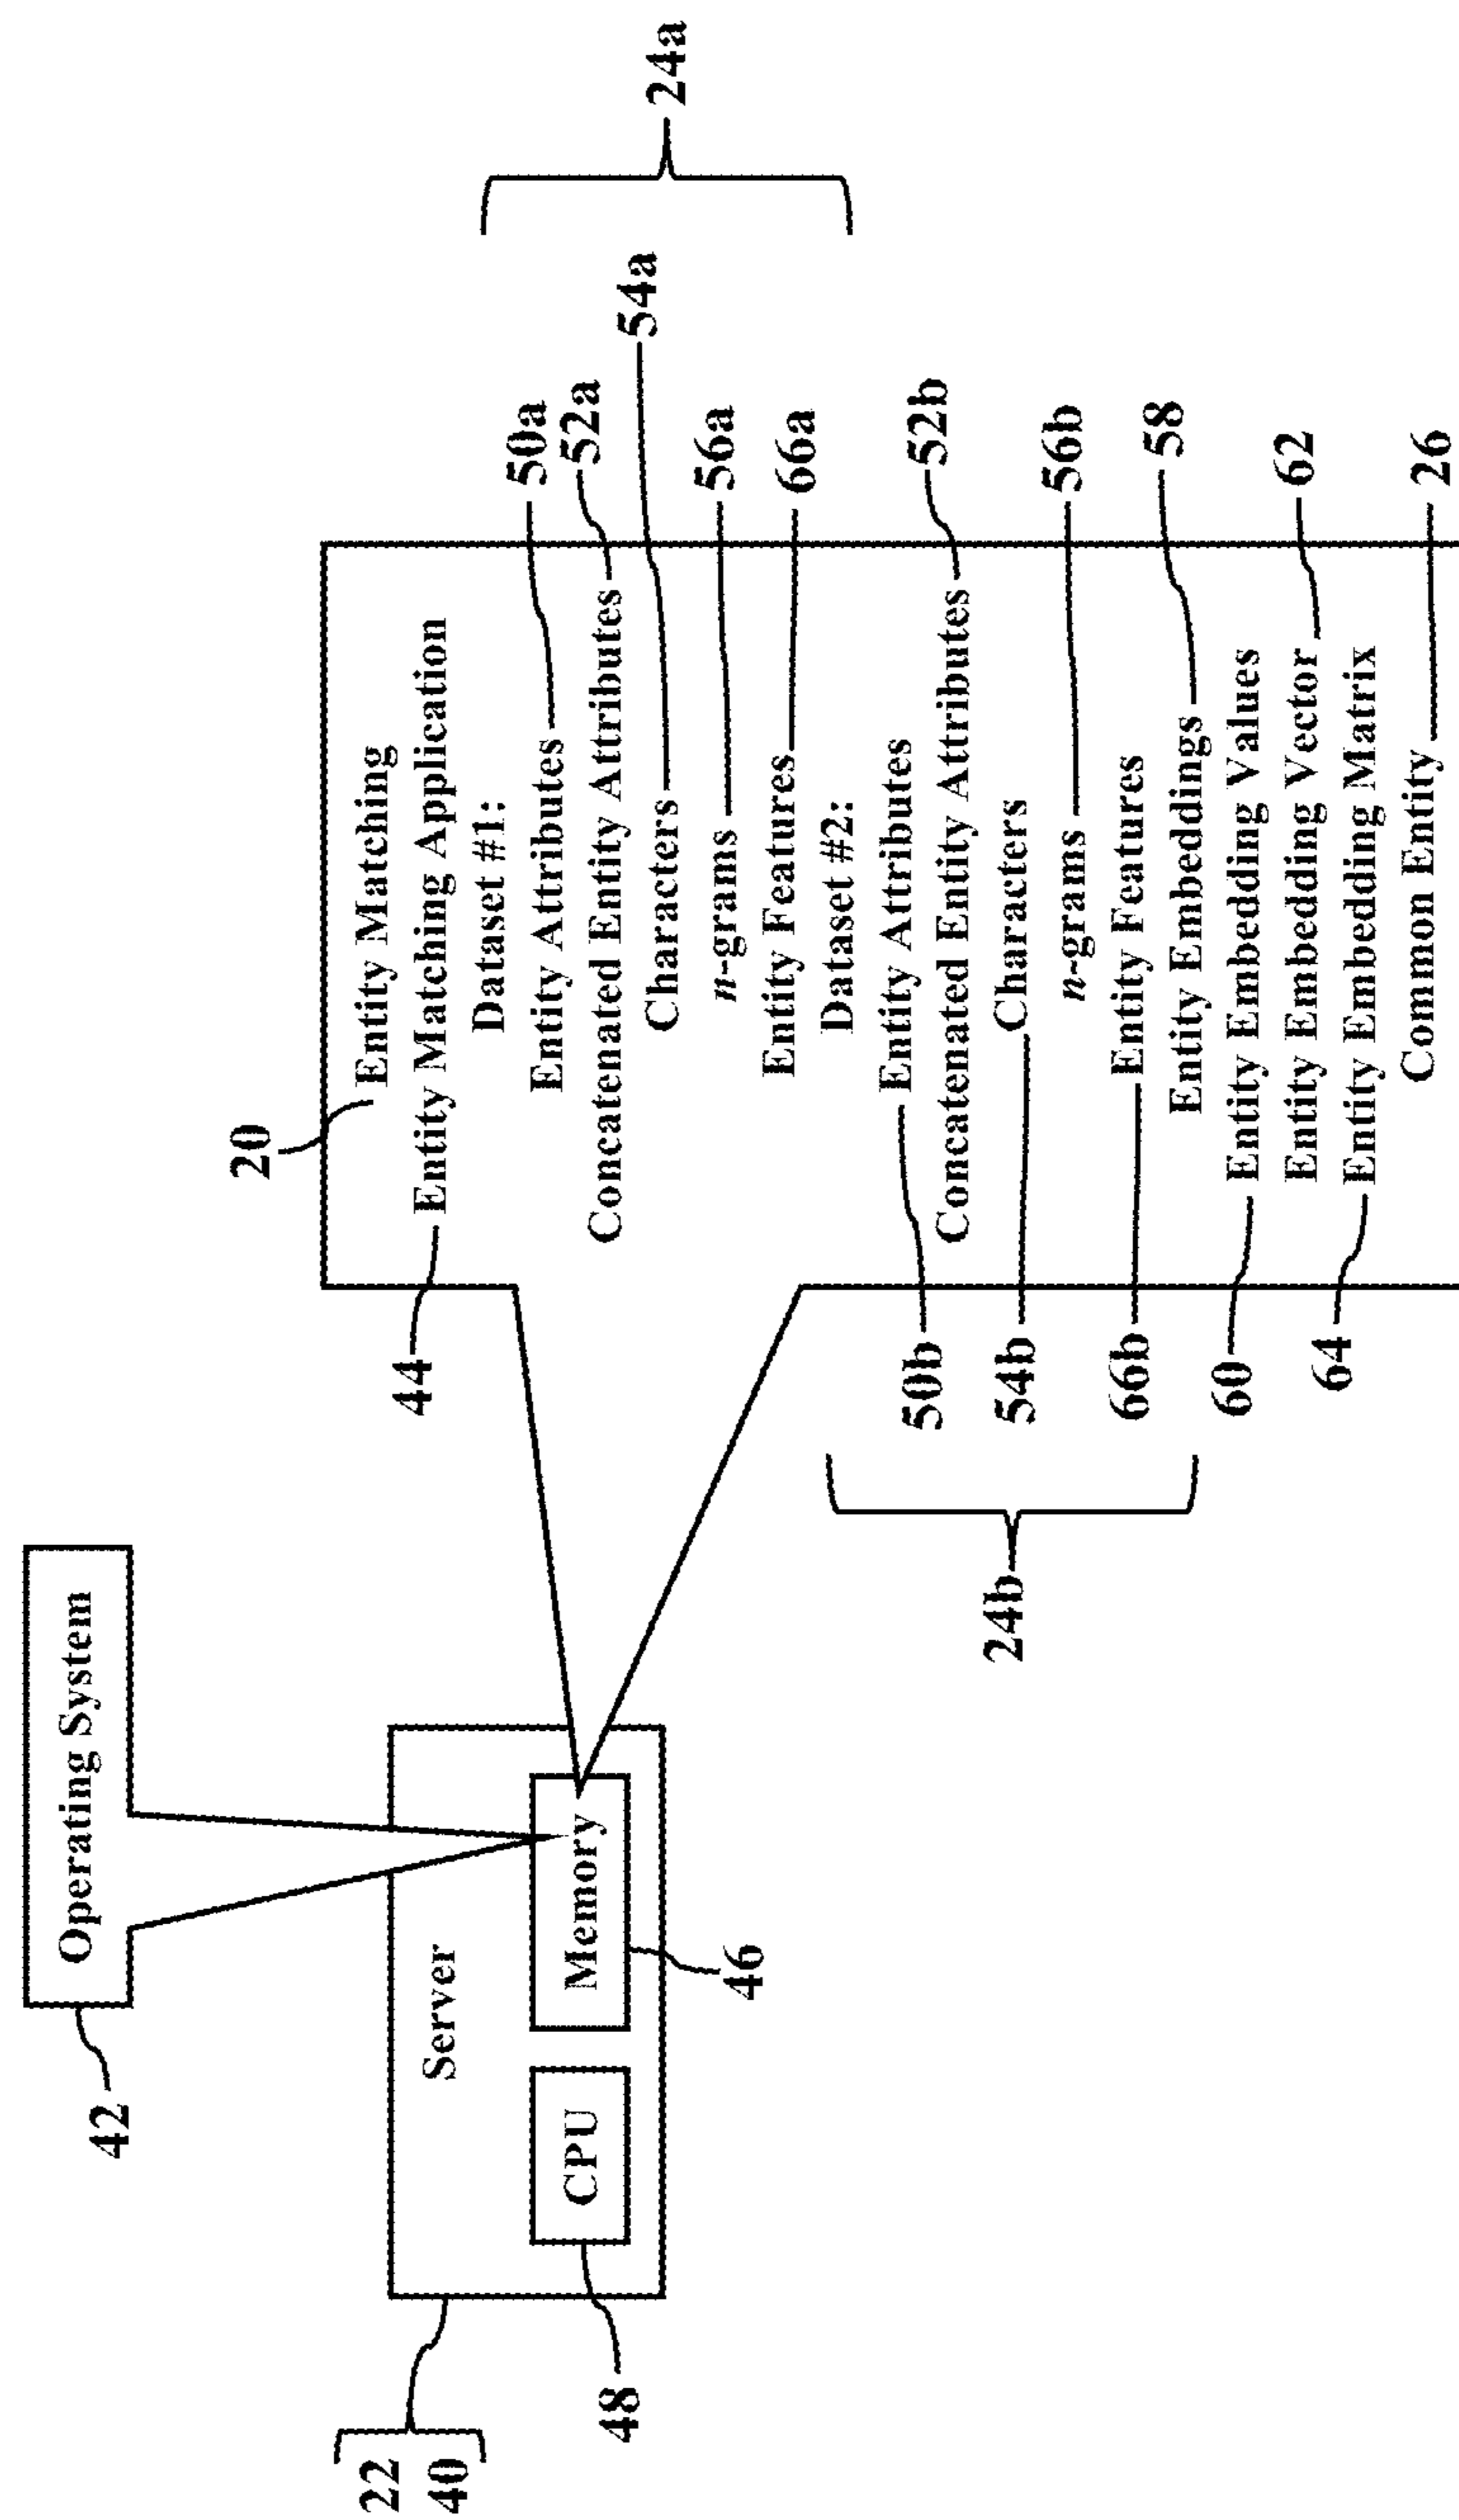 Operating System
42
Server
CPU
Memory
22
40
48
46
20
Entity Matching
44
Entity Matching Application
Dataset #1:
Entity Attributes
50a
Concatenated Entity Attributes
52a
Characters
54a
n-grams
56a
Entity Features
66a
24a
Dataset #2:
50b
Entity Attributes
Concatenated Entity Attributes
52b
54b
Characters
n-grams
56b
66b
Entity Features
24b
Entity Embeddings
58
60
Entity Embedding Values
Entity Embedding Vector
62
64
Entity Embedding Matrix
Common Entity
26